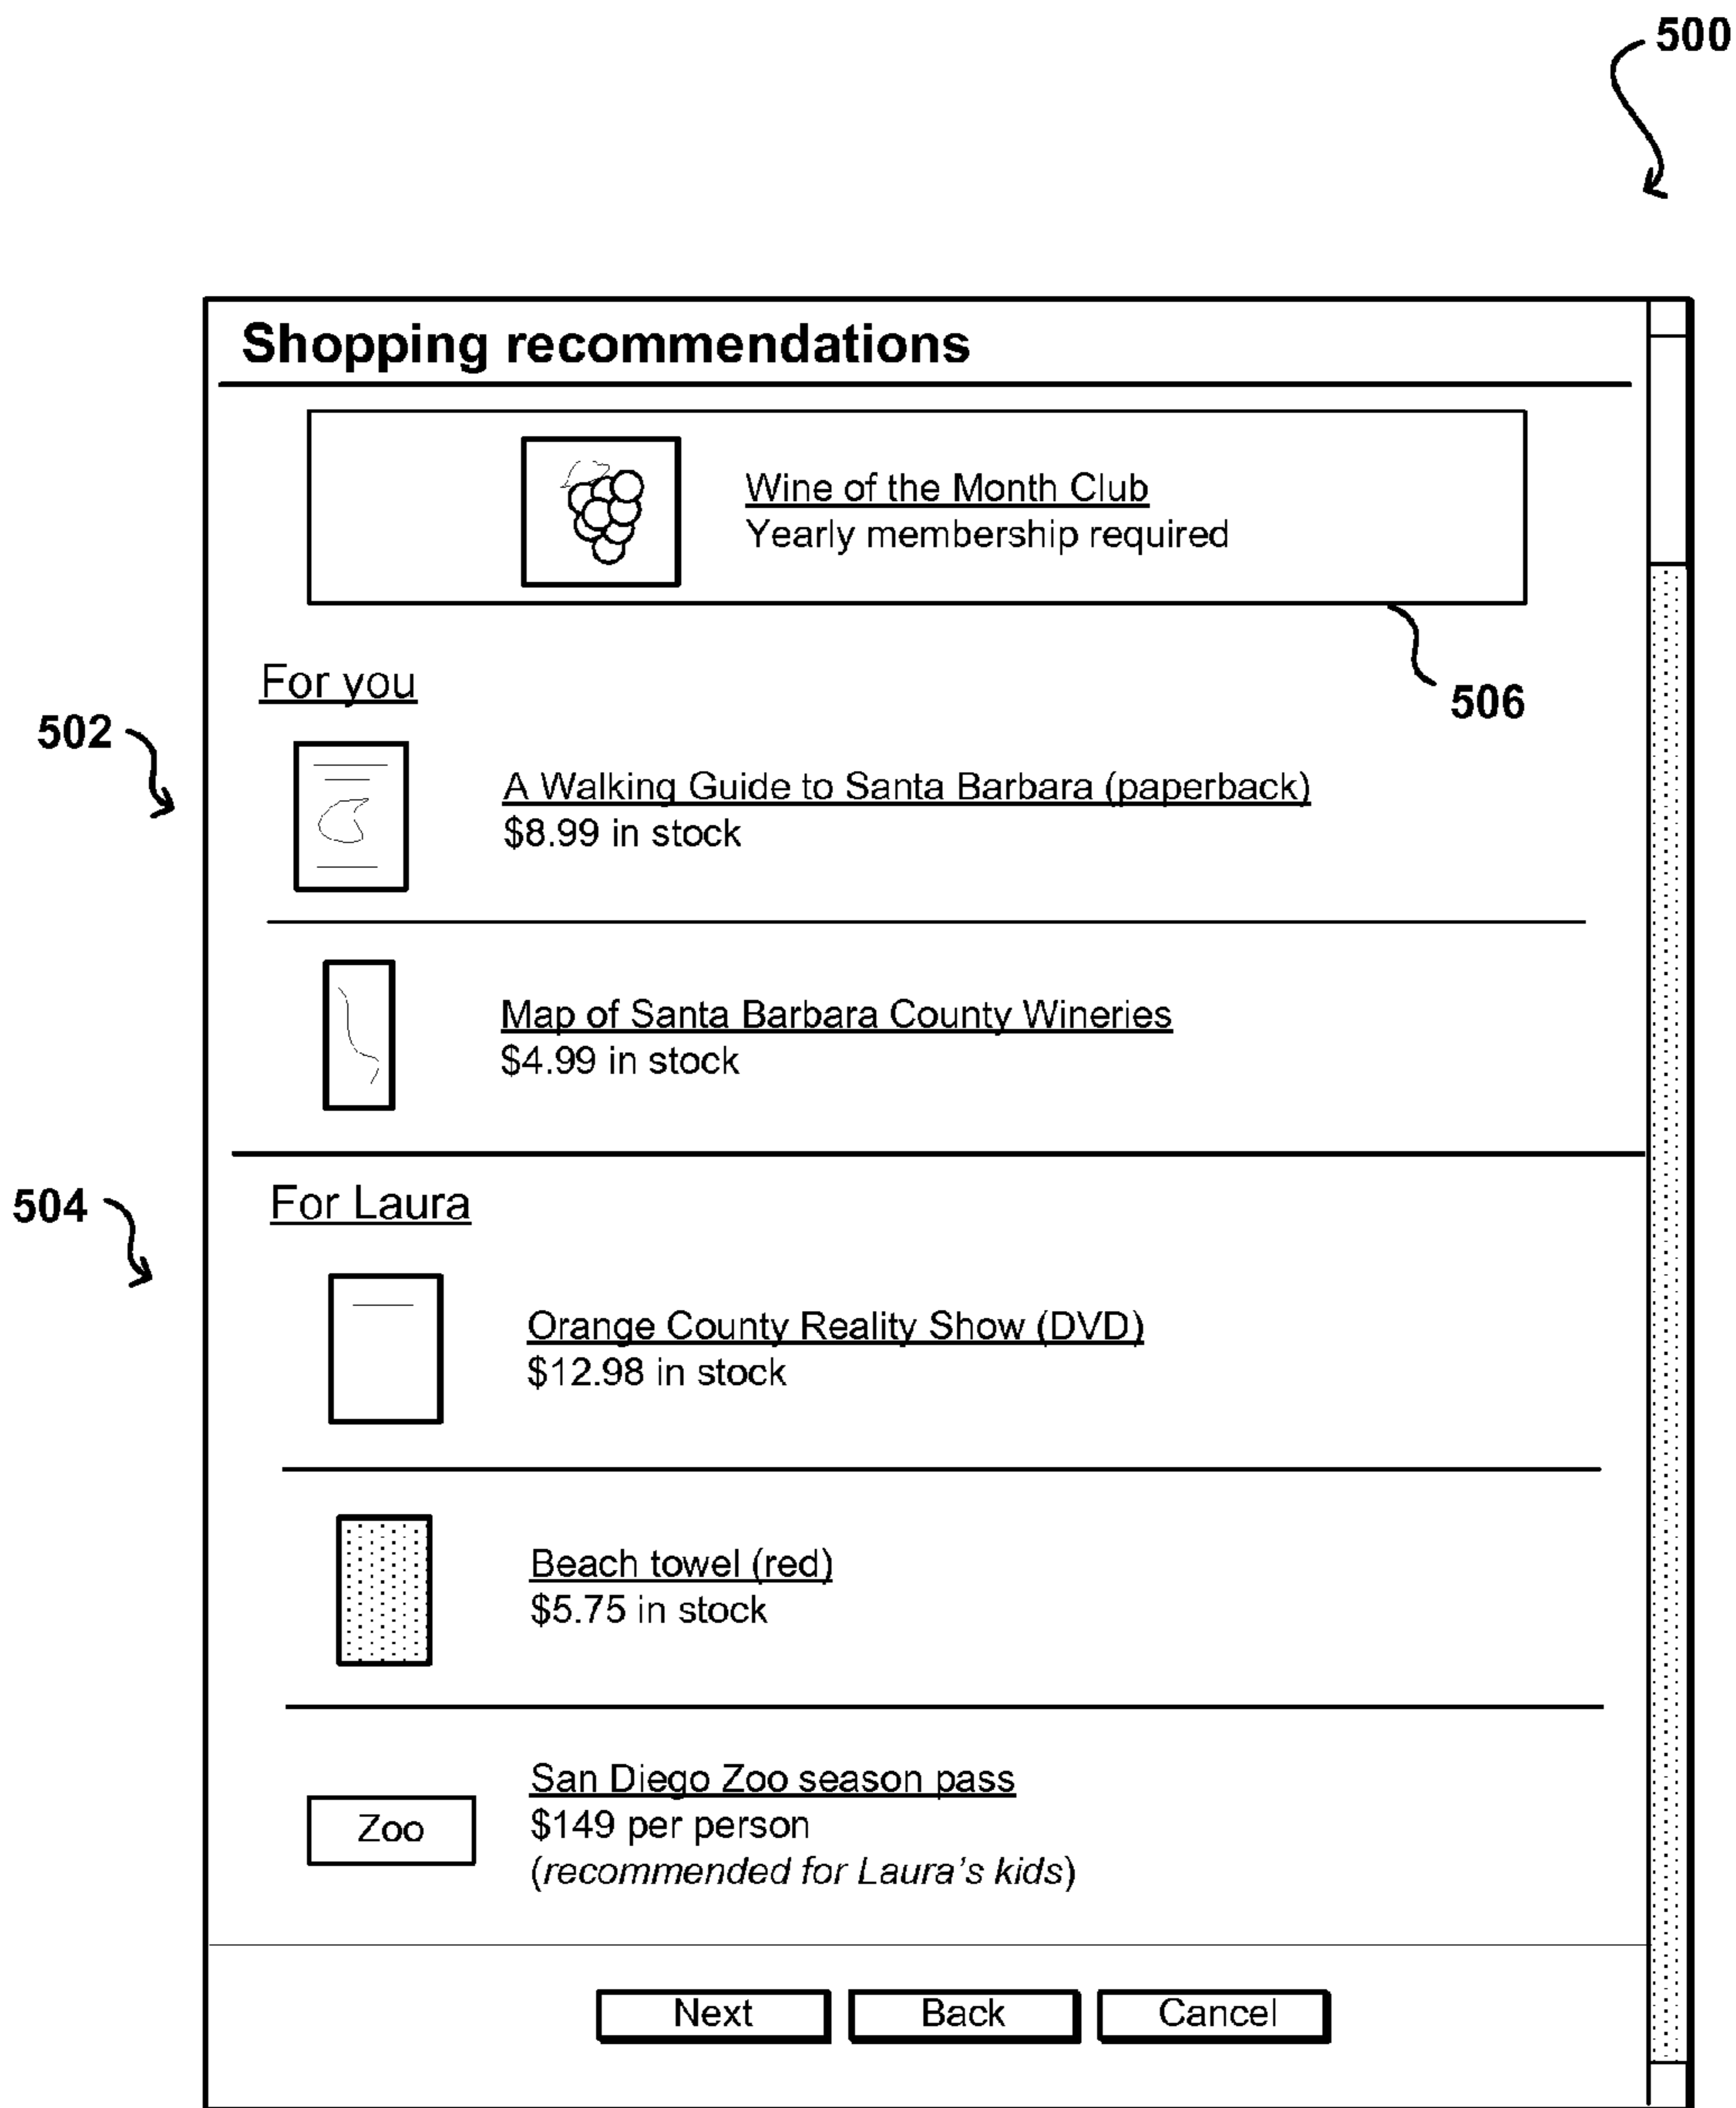 500
Shopping recommendations
Wine of the Month Club
Yearly membership required
506
For you
502
A Walking Guide to Santa Barbara (paperback)
$8.99 in stock
Map of Santa Barbara County Wineries
$4.99 in stock
504
For Laura
Orange County Reality Show (DVD)
$12.98 in stock
Beach towel (red)
$5.75 in stock
Zoo
San Diego Zoo season pass
$149 per person
(recommended for Laura's kids)
Next Back Cancel